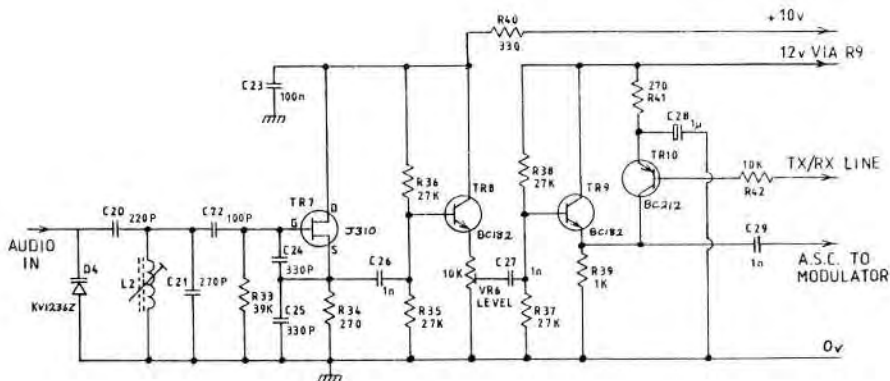 R40
330
+10v
12v VIA R9
C23
100n
270
R41
C28
1µ
TR10
BC212
10K
R42
TX/RX LINE
R36
27K
TR8
BC182
R38
27K
TR9
BC182
C20
220P
C22
100P
TR7
D
G
S
J310
AUDIO
IN
D4
KV1236Z
L2
C21
270P
R33
39K
C24
330P
C25
330P
R34
270
C26
1n
R35
27K
10K
VR6
LEVEL
C27
1n
R37
27K
R39
1K
C29
1n
A.S.C. TO
MODULATOR
0v